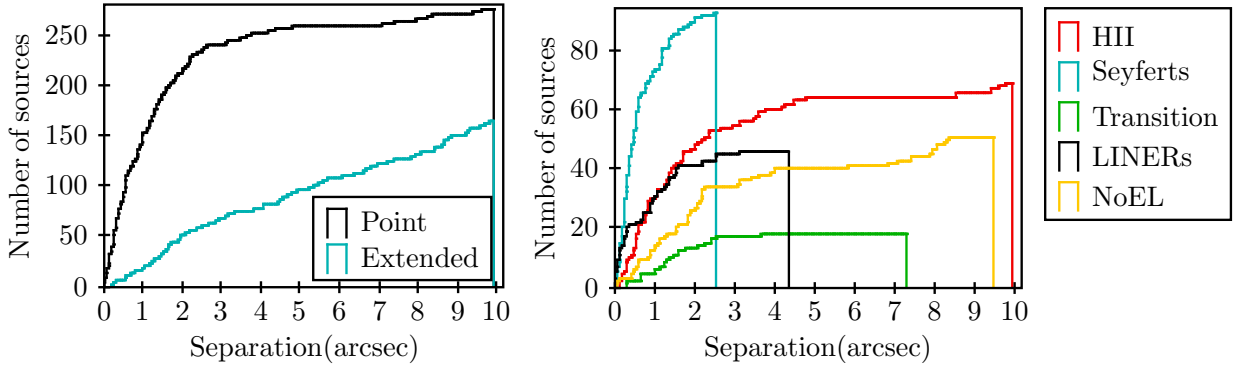 Number of sources
250
200
150
100
50
0
0 1 2 3 4 5 6 7 8 9 10
Separation(arcsec)
Point
Extended
Number of sources
80
60
40
20
0
0 1 2 3 4 5 6 7 8 9 10
Separation(arcsec)
HII
Seyferts
Transition
LINERs
NoEL